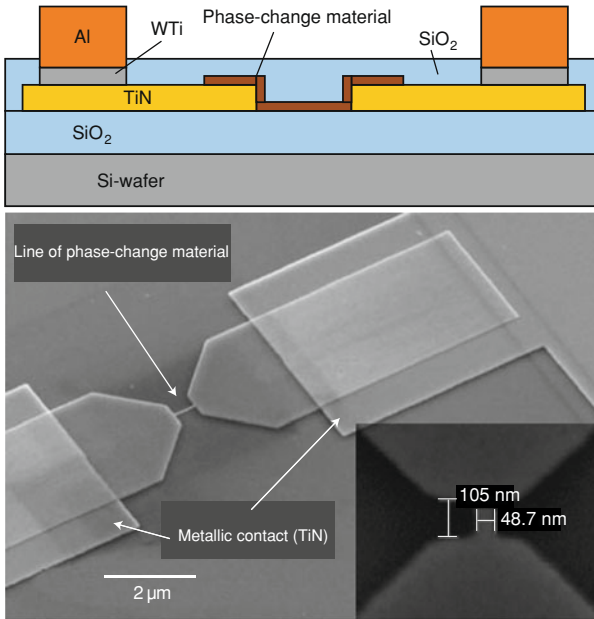 Phase-change material
Al
WTi
SiO₂
TiN
SiO₂
Si-wafer
Line of phase-change material
105 nm
48.7 nm
Metallic contact (TiN)
2 µm